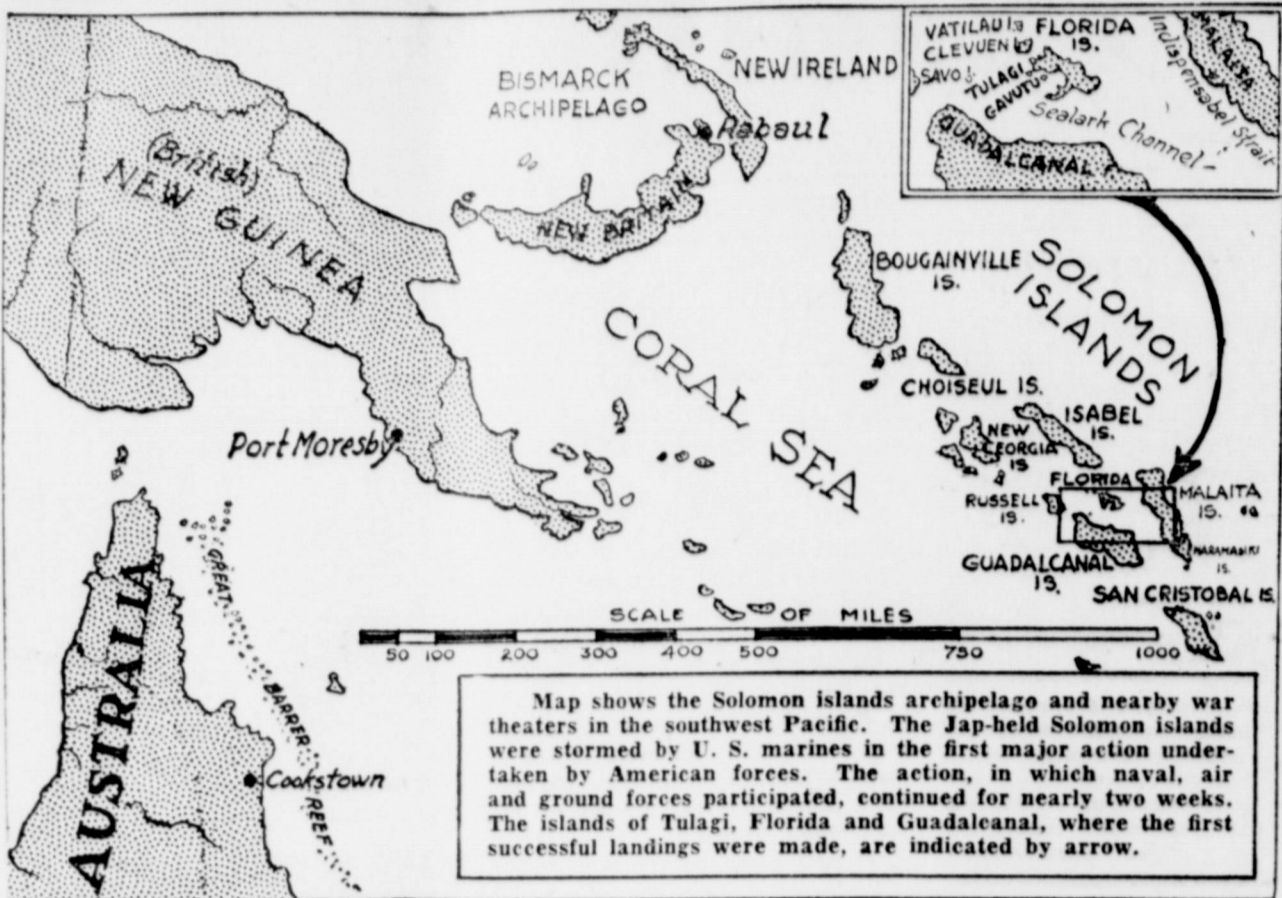 VATILAU IS. FLORIDA
CLEVUEN IS.
SAVO I.
TULAGI
GAVUTU
MALAITA
Indispensabel Strait
Sealark Channel
GUADALCANAL
BISMARCK
ARCHIPELAGO
NEW IRELAND
Rabaul
NEW BRITAIN
(British)
NEW GUINEA
BOUGAINVILLE
IS.
SOLOMON
ISLANDS
CORAL SEA
CHOISEUL IS.
ISABEL
IS.
NEW
GEORGIA
IS
Port Moresby
FLORIDA
IS
RUSSELL
IS.
MALAITA
IS.
GUADALCANAL
IS.
IS.
SAN CRISTOBAL IS.
GREAT
BARRER
REEF
AUSTRALIA
Cookstown
SCALE OF MILES
50 100 200 300 400 500 750 1000
Map shows the Solomon islands archipelago and nearby war
theaters in the southwest Pacific. The Jap-held Solomon islands
were stormed by U. S. marines in the first major action under-
taken by American forces. The action, in which naval, air
and ground forces participated, continued for nearly two weeks.
The islands of Tulagi, Florida and Guadalcanal, where the first
successful landings were made, are indicated by arrow.